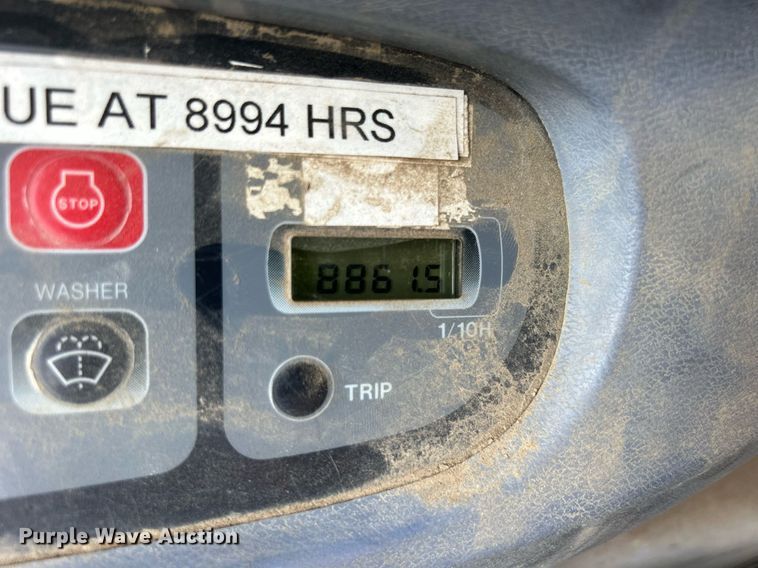 UE AT 8994 HRS
STOP
8861.5
WASHER
1/10H
TRIP
Purple Wave Auction